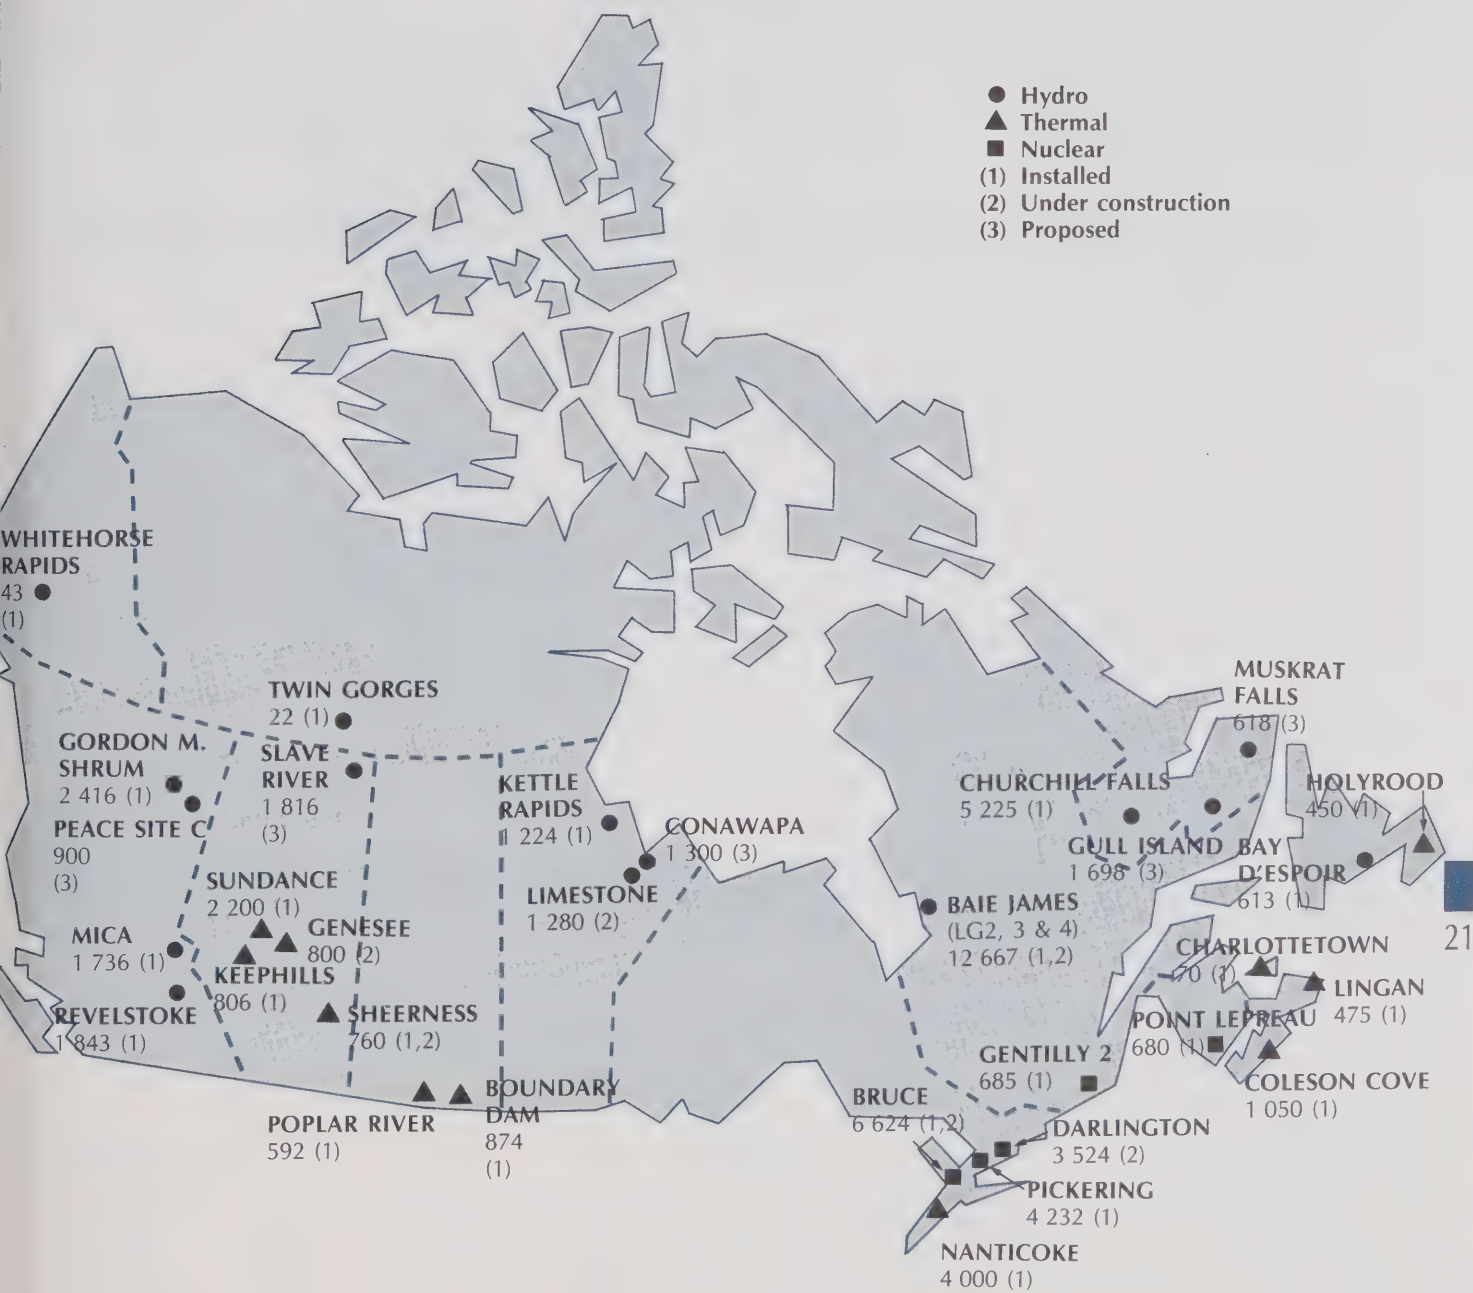 ● Hydro
▲ Thermal
■ Nuclear
(1) Installed
(2) Under construction
(3) Proposed
WHITEHORSE
RAPIDS
43
(1)
TWIN GORGES
22 (1)
GORDON M.
SHRUM
2 416 (1)
PEACE SITE C
900
(3)
SLAVE
RIVER
1 816
(3)
KETTLE
RAPIDS
1 224 (1)
CONAWAPA
1 300 (3)
LIMESTONE
1 280 (2)
SUNDANCE
2 200 (1)
GENESEE
800 (2)
KEEPHILLS
806 (1)
MICA
1 736 (1)
REVELSTOKE
1 843 (1)
SHEERNESS
760 (1,2)
POPLAR RIVER
592 (1)
BOUNDARY
DAM
874
(1)
MUSKRAT
FALLS
618 (3)
CHURCHILL FALLS
5 225 (1)
HOLYROOD
450 (1)
GULL ISLAND
1 698 (3)
BAY
D'ESPOIR
613 (1)
BAIE JAMES
(LG2, 3 & 4)
12 667 (1,2)
21
CHARLOTTETOWN
70 (1)
LINGAN
475 (1)
POINT LEPREAU
680 (1)
GENTILLY 2
685 (1)
COLESON COVE
1 050 (1)
BRUCE
6 624 (1,2)
DARLINGTON
3 524 (2)
PICKERING
4 232 (1)
NANTICOKE
4 000 (1)